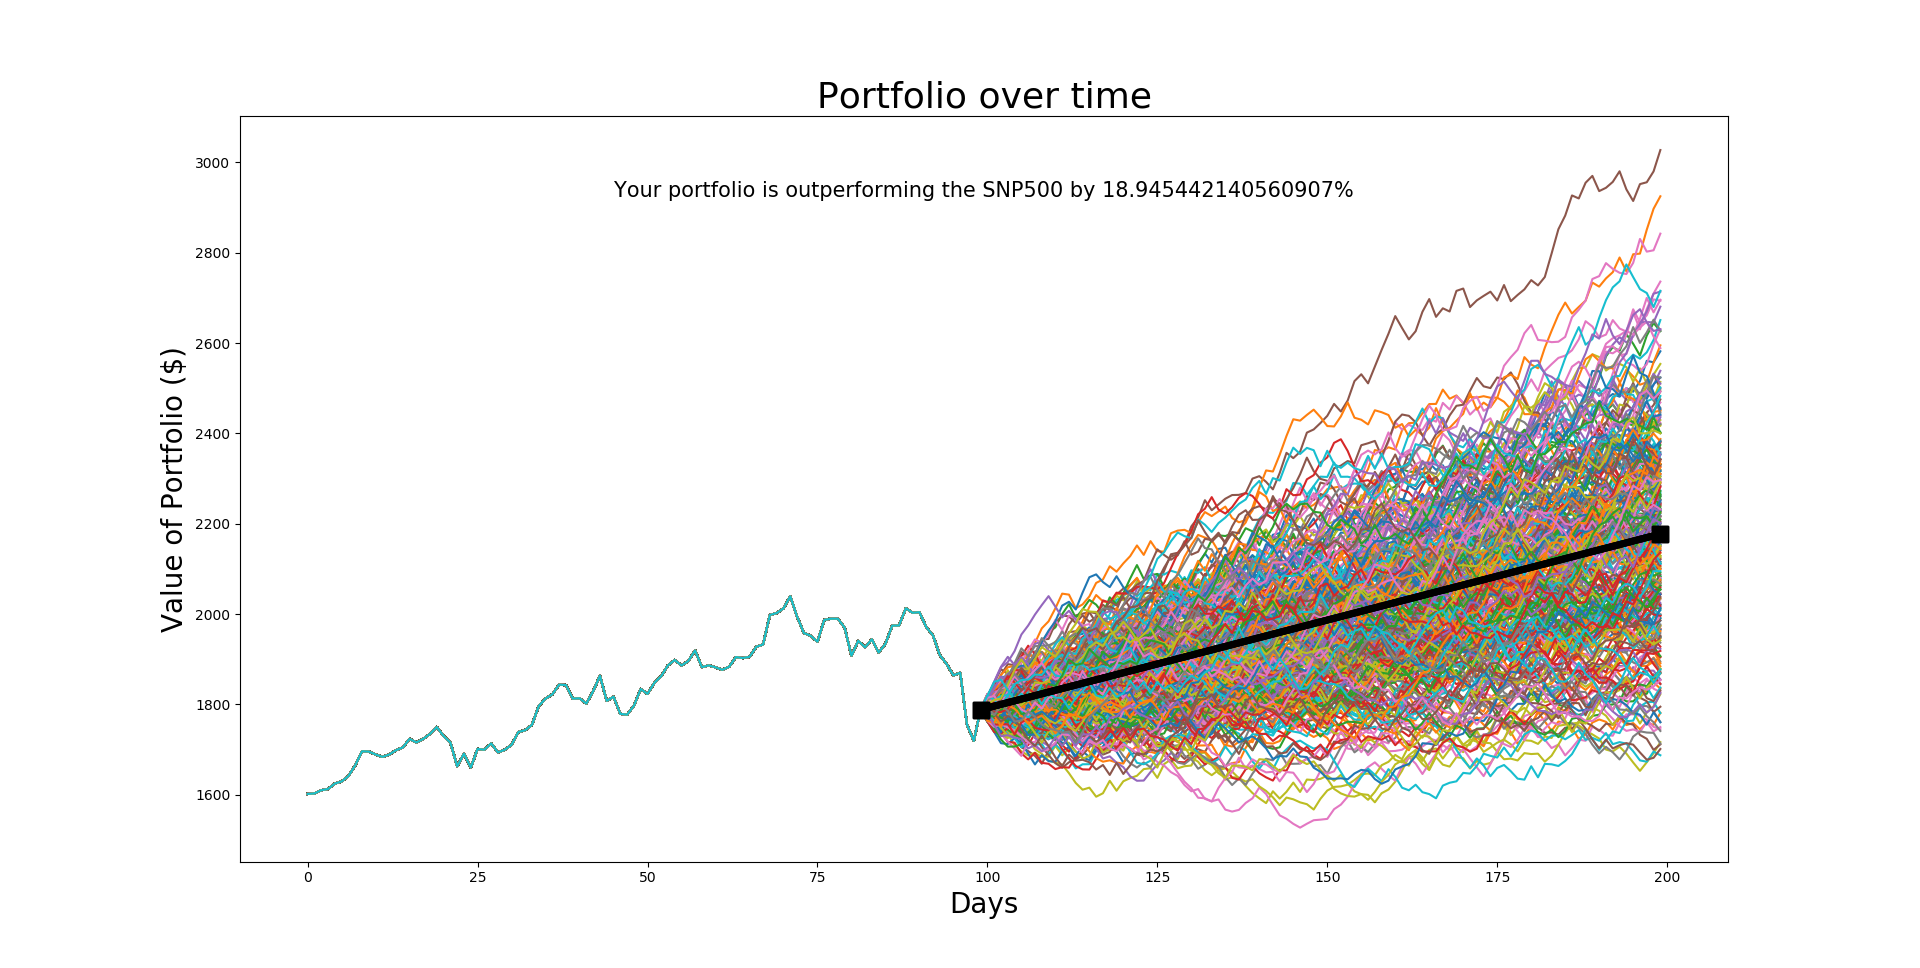 Portfolio over time
Your portfolio is outperforming the SNP500 by 18.945442140560907%
Value of Portfolio ($)
3000
2800
2600
2400
2200
2000
1800
1600
0 25 50 75 100 125 150 175 200
Days